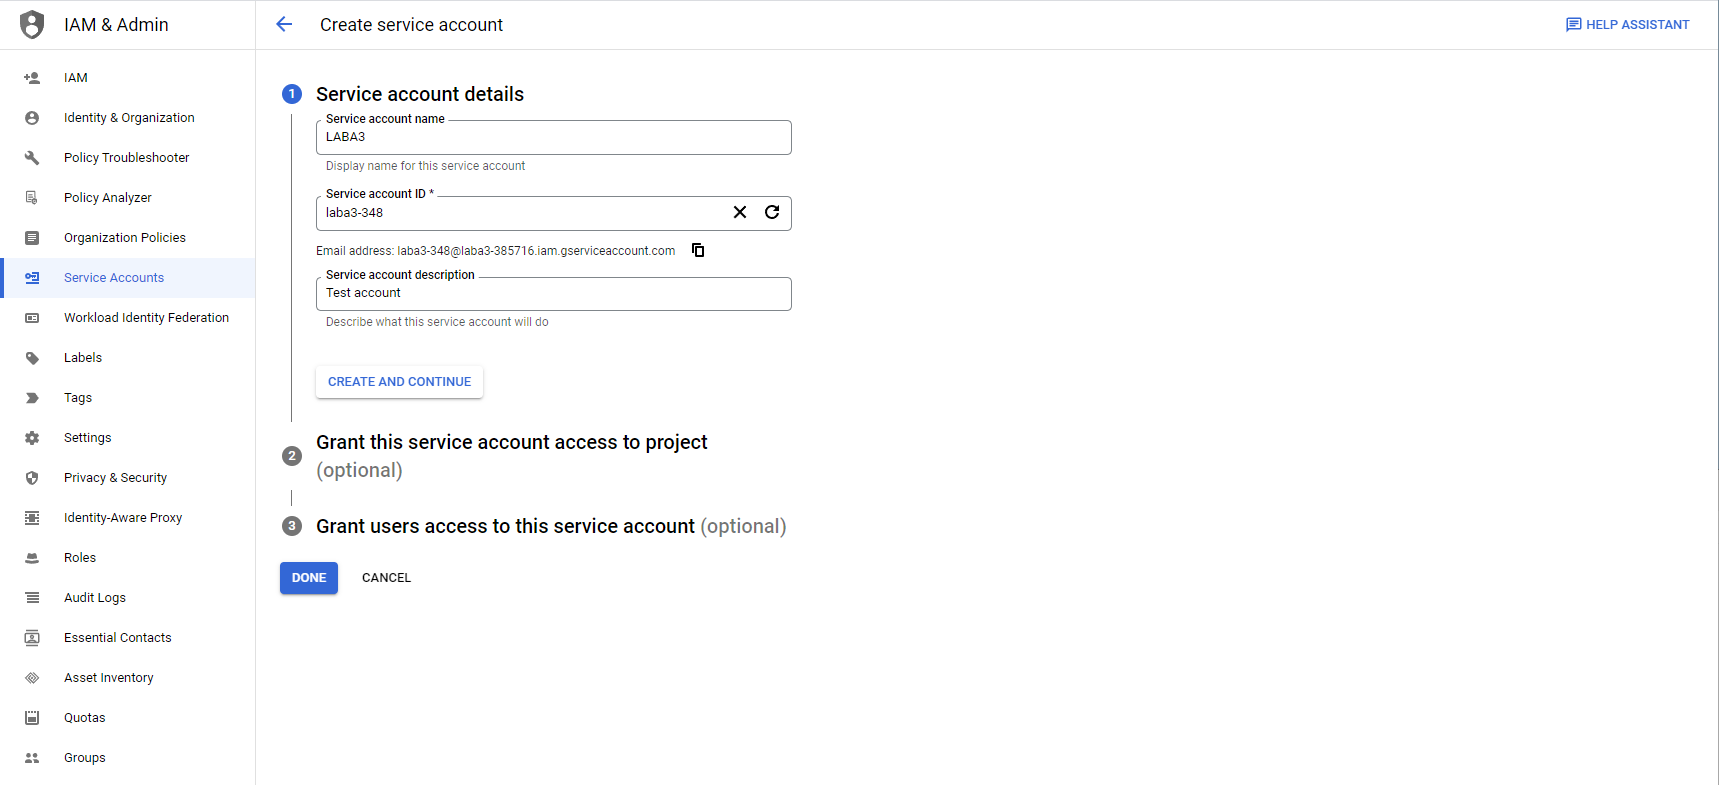 IAM & Admin
Create service account
HELP ASSISTANT
IAM
Identity & Organization
Policy Troubleshooter
Policy Analyzer
Organization Policies
Service Accounts
Workload Identity Federation
Labels
Tags
Settings
Privacy & Security
Identity-Aware Proxy
Roles
Audit Logs
Essential Contacts
Asset Inventory
Quotas
Groups
1 Service account details
Service account name
LABA3
Display name for this service account
Service account ID *
laba3-348
Email address: laba3-348@laba3-385716.iam.gserviceaccount.com
Service account description
Test account
Describe what this service account will do
CREATE AND CONTINUE
2 Grant this service account access to project
(optional)
3 Grant users access to this service account (optional)
DONE CANCEL